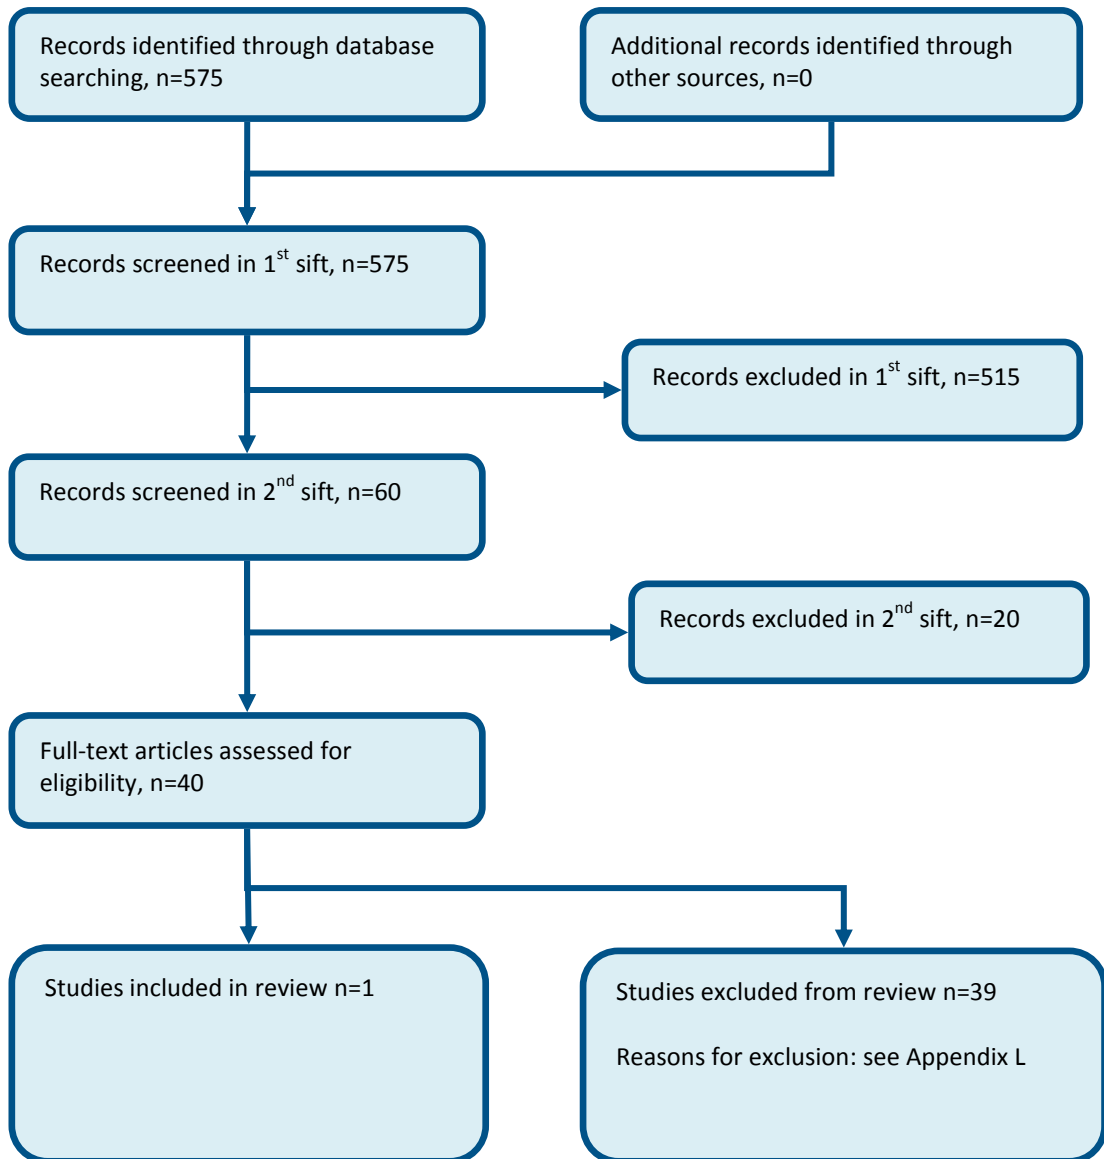 Records identified through database
searching, n=575
Additional records identified through
other sources, n=0
Records screened in 1st sift, n=575
Records excluded in 1st sift, n=515
Records screened in 2nd sift, n=60
Records excluded in 2nd sift, n=20
Full-text articles assessed for
eligibility, n=40
Studies included in review n=1
Studies excluded from review n=39
Reasons for exclusion: see Appendix L